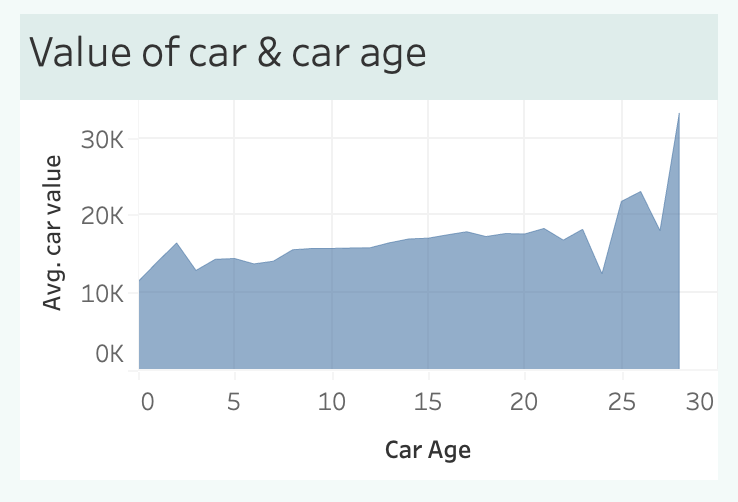 Value of car & car age
Avg. car value
30K
20K
10K
0K
0 5 10 15 20 25 30
Car Age